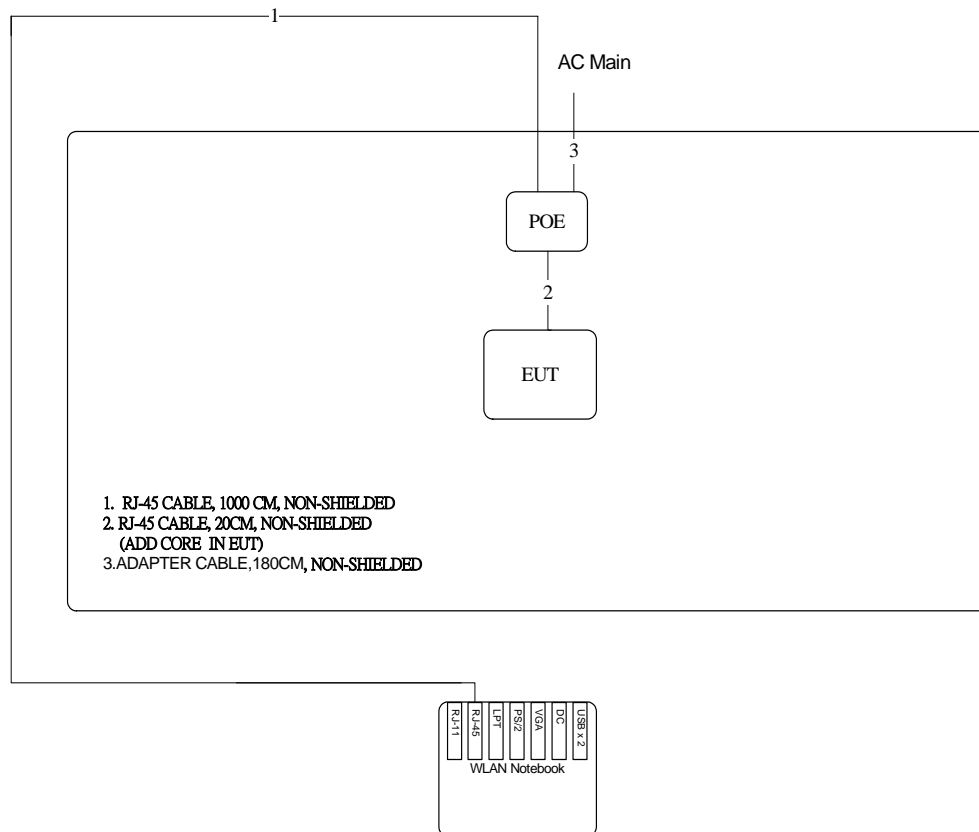 1
AC Main
3
POE
2
EUT
1. RJ-45 CABLE, 1000 CM, NON-SHIELDED
2. RJ-45 CABLE, 20CM, NON-SHIELDED
(ADD CORE IN EUT)
3.ADAPTER CABLE,180CM, NON-SHIELDED
RJ-11
RJ-45
LPT
PS/2
VGA
DC
USB x 2
WLAN Notebook